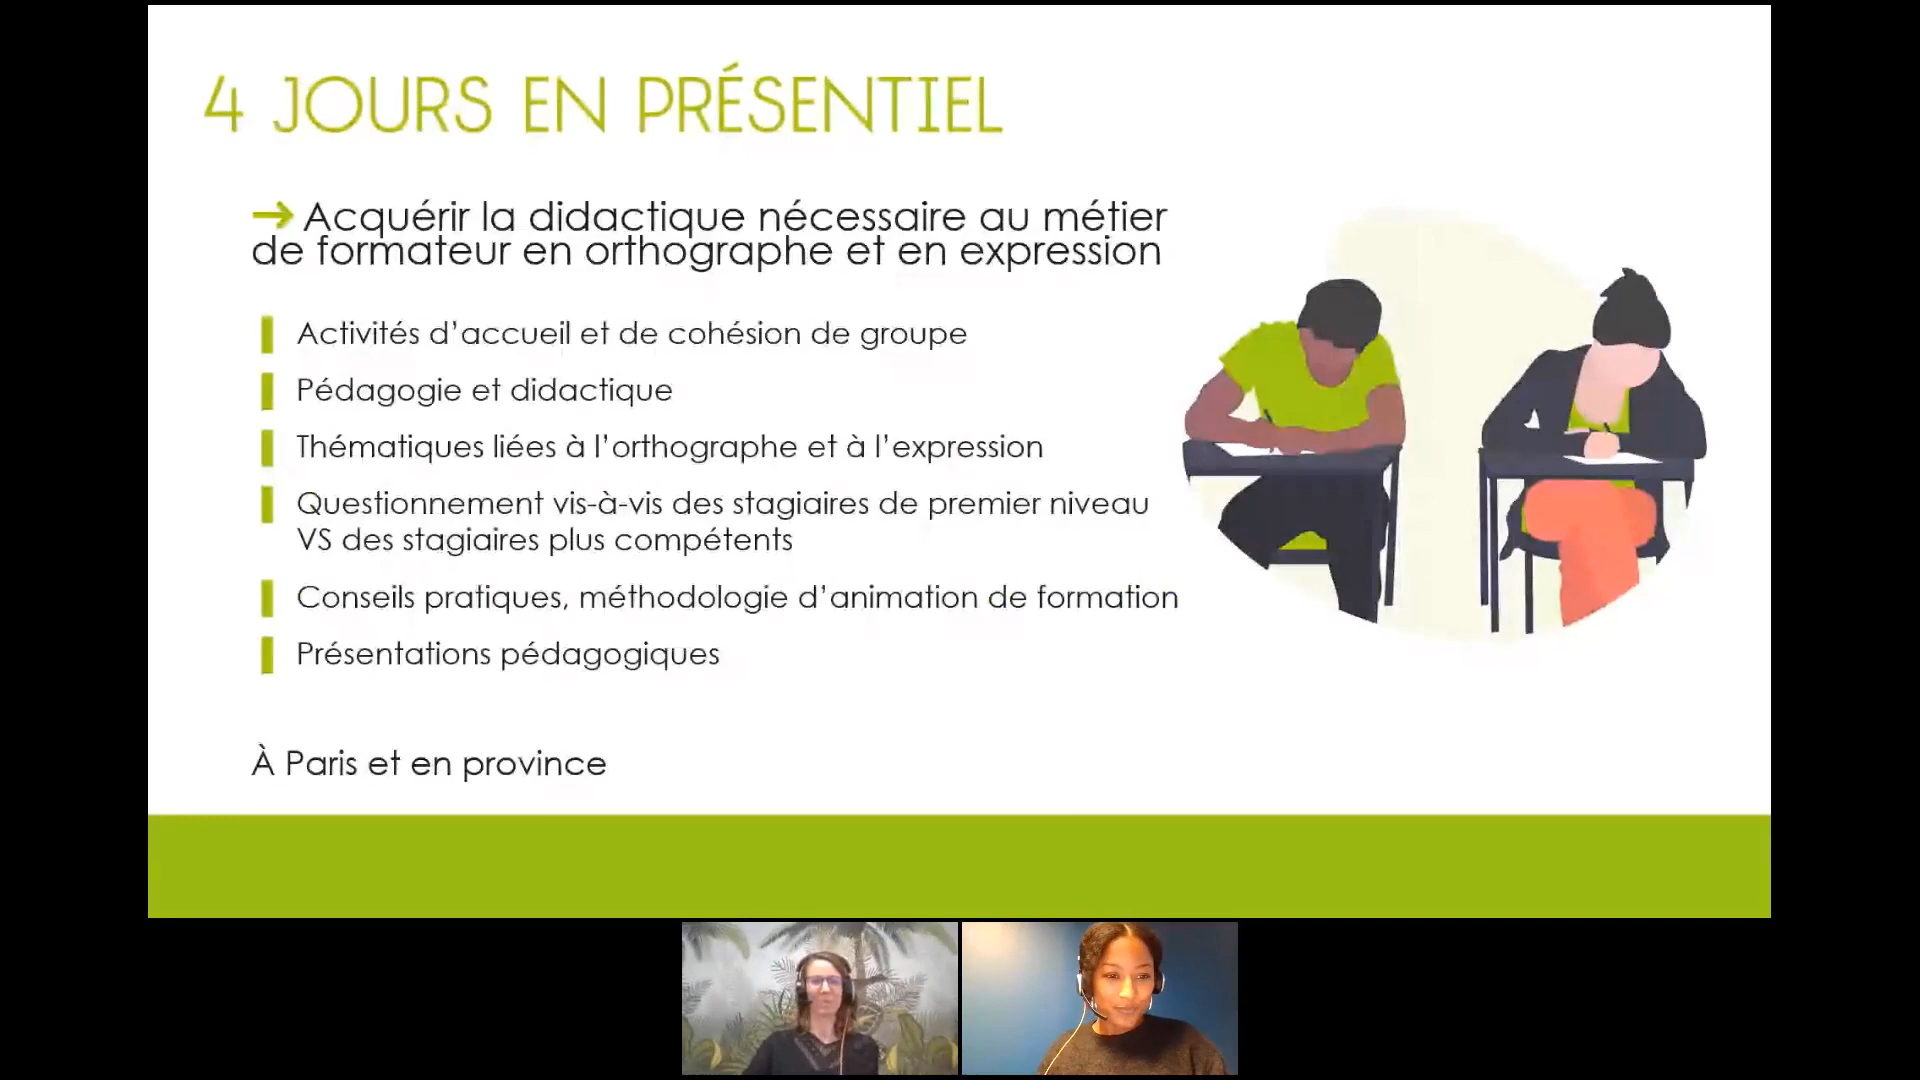 4 JOURS EN PRÉSENTIEL
➔ Acquérir la didactique nécessaire au métier
de formateur en orthographe et en expression
Activités d’accueil et de cohésion de groupe
Pédagogie et didactique
Thématiques liées à l’orthographe et à l’expression
Questionnement vis-à-vis des stagiaires de premier niveau
VS des stagiaires plus compétents
Conseils pratiques, méthodologie d’animation de formation
Présentations pédagogiques
À Paris et en province